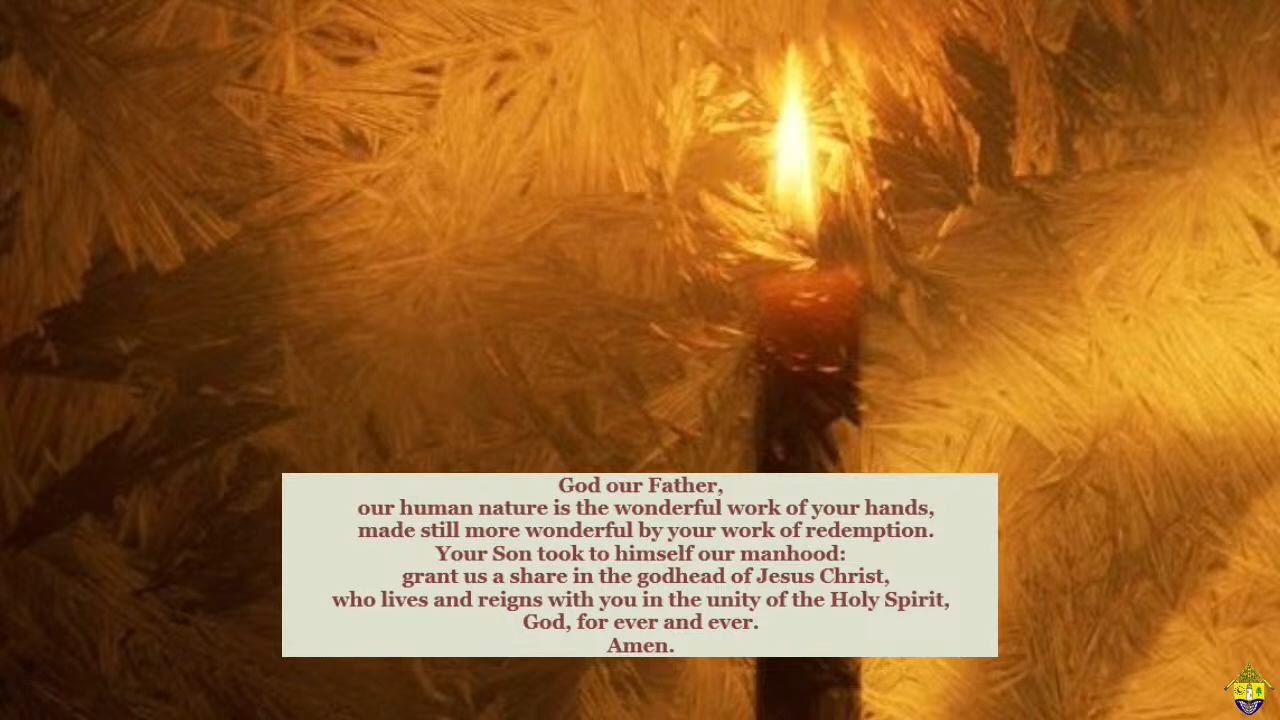 God our Father,
our human nature is the wonderful work of your hands,
made still more wonderful by your work of redemption.
Your Son took to himself our manhood:
grant us a share in the godhead of Jesus Christ,
who lives and reigns with you in the unity of the Holy Spirit,
God, for ever and ever.
Amen.